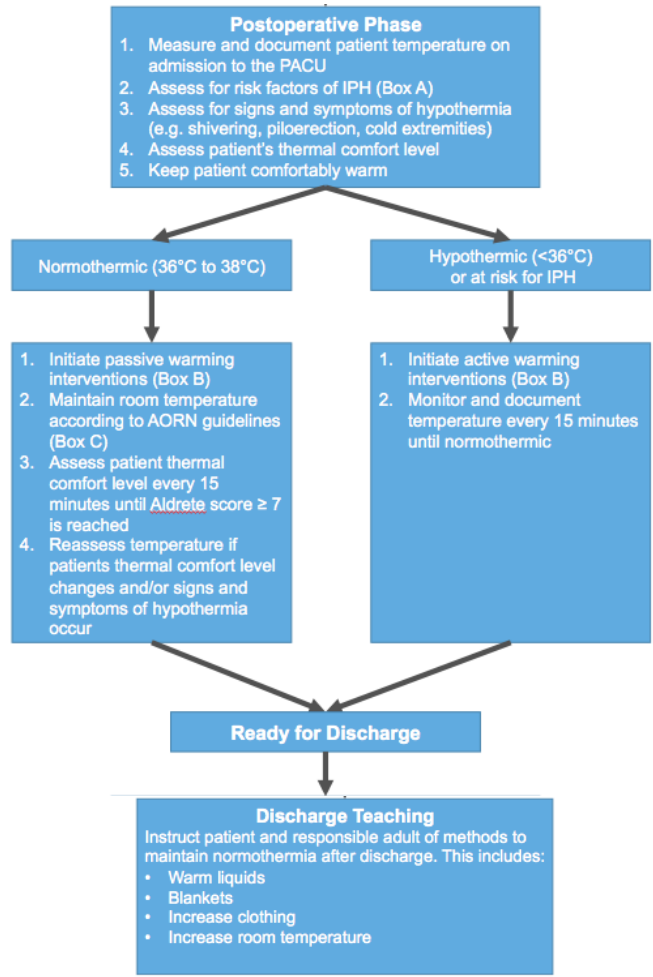 Postoperative Phase
1. Measure and document patient temperature on
admission to the PACU
2. Assess for risk factors of IPH (Box A)
3. Assess for signs and symptoms of hypothermia
(e.g. shivering, piloerection, cold extremities)
4. Assess patient's thermal comfort level
5. Keep patient comfortably warm
Normothermic (36°C to 38°C)
Hypothermic (<36°C)
or at risk for IPH
1. Initiate passive warming
interventions (Box B)
2. Maintain room temperature
according to AORN guidelines
(Box C)
3. Assess patient thermal
comfort level every 15
minutes until Aldrete score ≥ 7
is reached
4. Reassess temperature if
patients thermal comfort level
changes and/or signs and
symptoms of hypothermia
occur
1. Initiate active warming
interventions (Box B)
2. Monitor and document
temperature every 15 minutes
until normothermic
Ready for Discharge
Discharge Teaching
Instruct patient and responsible adult of methods to
maintain normothermia after discharge. This includes:
• Warm liquids
• Blankets
• Increase clothing
• Increase room temperature